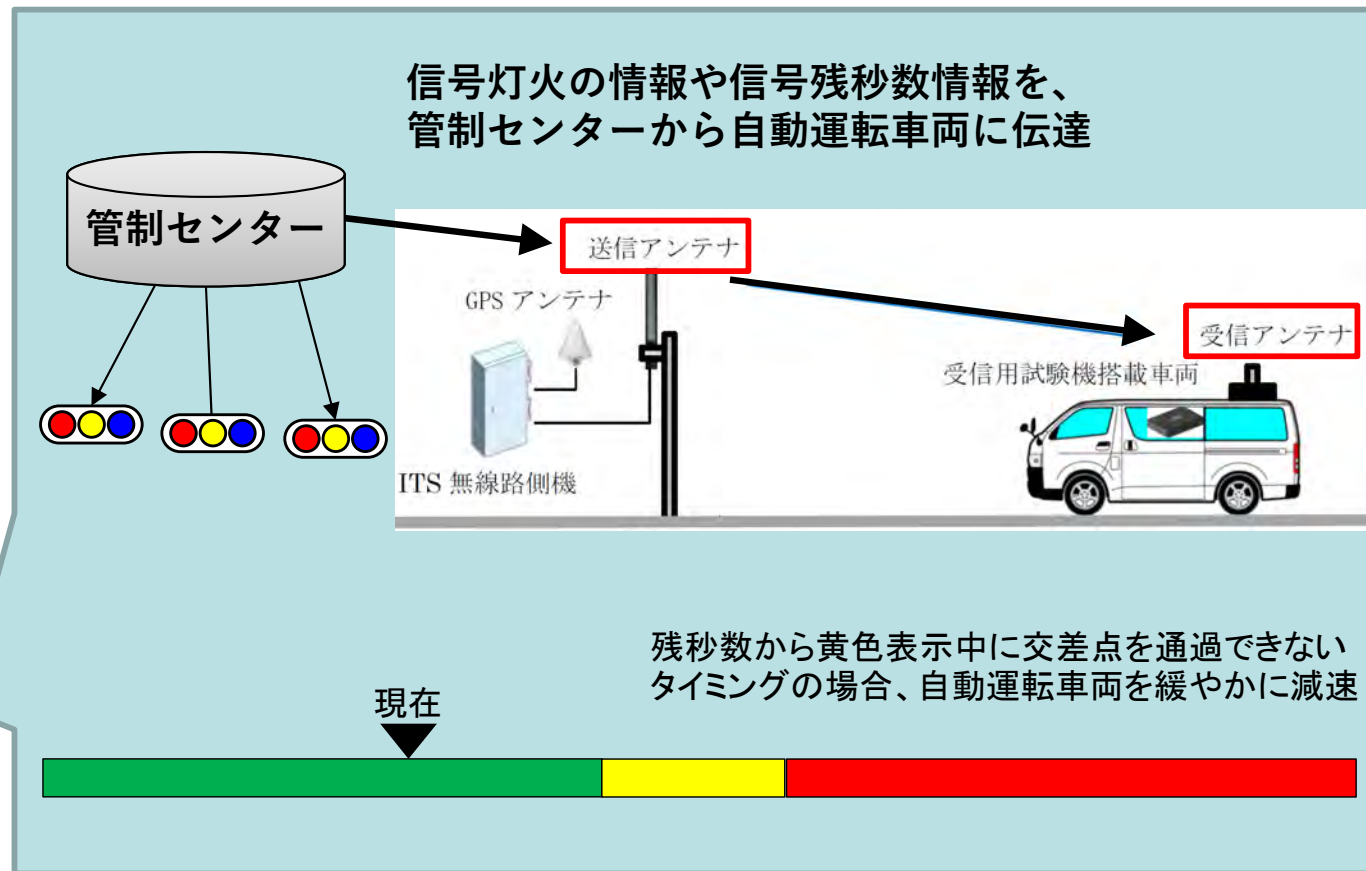 信号灯火の情報や信号残秒数情報を、
管制センターから自動運転車両に伝達
管制センター
送信アンテナ
GPS アンテナ
受信アンテナ
受信用試験機搭載車両
ITS 無線路側機
残秒数から黄色表示中に交差点を通過できない
タイミングの場合、自動運転車両を緩やかに減速
現在